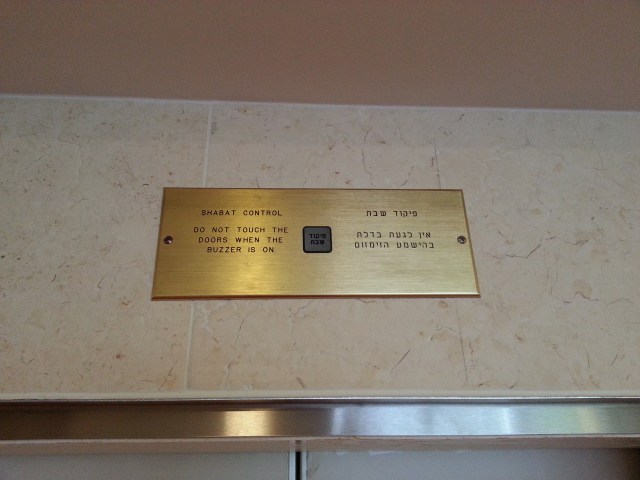 SHABAT CONTROL
DO NOT TOUCH THE
DOORS WHEN THE
BUZZER IS ON
פיקוד
שבת
פיקוד שבת
אין לגעת בדלת
בהישמע הזימזום